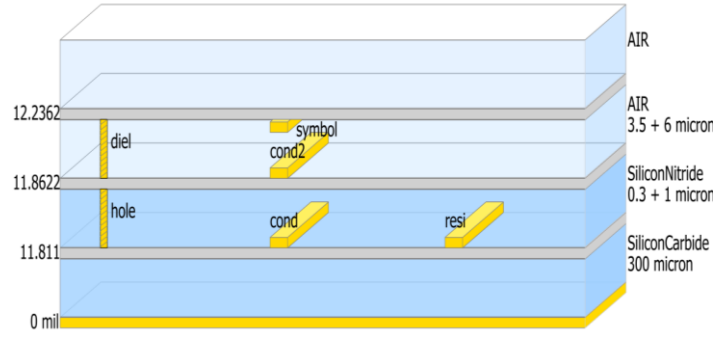 AIR
12.2362
AIR
3.5 + 6 micron
diel
symbol
cond2
11.8622
SiliconNitride
0.3 + 1 micron
hole
cond
resi
11.811
SiliconCarbide
300 micron
0 mil